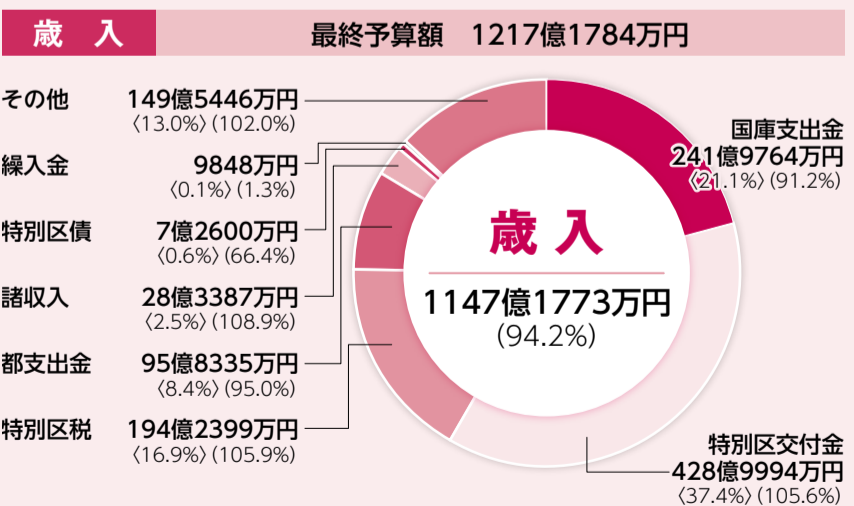 歳 入
最終予算額 1217億1784万円
その他 149億5446万円
〈13.0%〉(102.0%)
繰入金 9848万円
〈0.1%〉(1.3%)
特別区債 7億2600万円
〈0.6%〉(66.4%)
諸収入 28億3387万円
〈2.5%〉(108.9%)
都支出金 95億8335万円
〈8.4%〉(95.0%)
特別区税 194億2399万円
〈16.9%〉(105.9%)
歳 入
1147億1773万円
(94.2%)
国庫支出金
241億9764万円
〈21.1%〉(91.2%)
特別区交付金
428億9994万円
〈37.4%〉(105.6%)